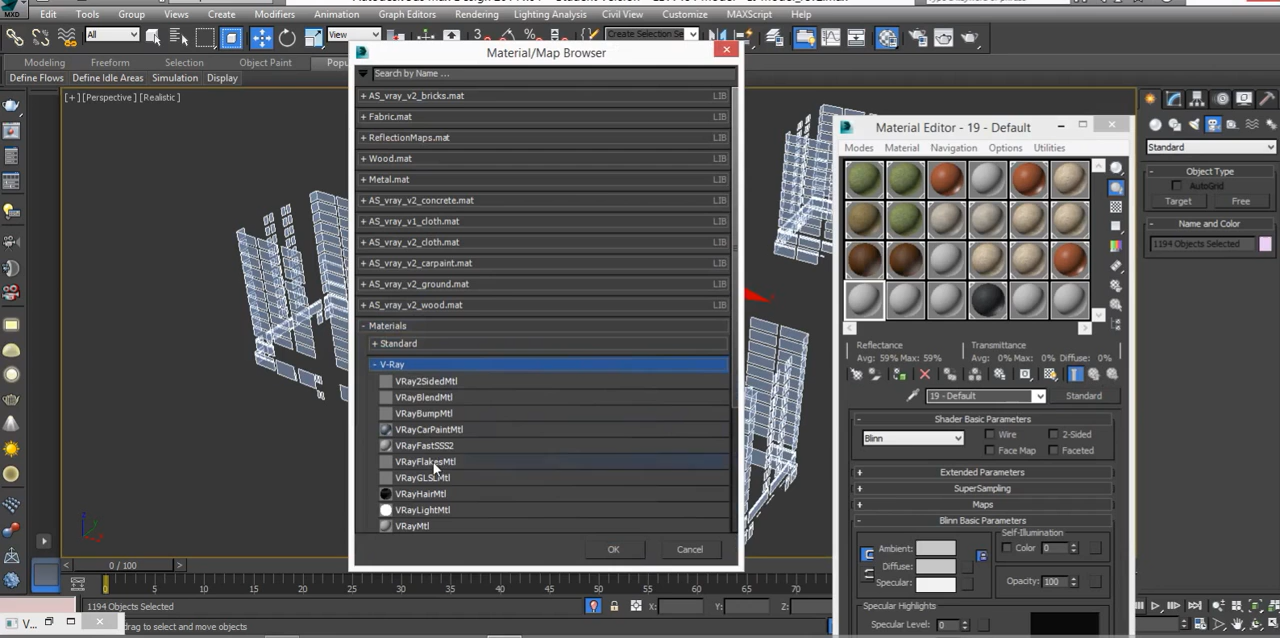 Edit Tools Group Views Create Modifiers Animation Graph Editors Rendering Lighting Analysis Civil View Customize MAXScript Help
MXD
All
View
Create Selection Se
Modeling Freeform Selection Object Paint
Define Flows Define Idle Areas Simulation Display
[ + ] [Perspective ] [Realistic ]
Material/Map Browser
Search by Name ...
+ AS_vray_v2_bricks.mat LIB
+ Fabric.mat LIB
+ ReflectionMaps.mat LIB
+ Wood.mat LIB
+ Metal.mat LIB
+ AS_vray_v2_concrete.mat LIB
+ AS_vray_v1_cloth.mat LIB
+ AS_vray_v2_cloth.mat LIB
+ AS_vray_v2_carpaint.mat LIB
+ AS_vray_v2_ground.mat LIB
+ AS_vray_v2_wood.mat LIB
- Materials
+ Standard
- V-Ray
VRay2SidedMtl
VRayBlendMtl
VRayBumpMtl
VRayCarPaintMtl
VRayFastSSS2
VRayFlakesMtl
VRayGLSLMtl
VRayHairMtl
VRayLightMtl
VRayMtl
OK Cancel
Material Editor - 19 - Default
Modes Material Navigation Options Utilities
Reflectance Transmittance
Avg: 59% Max: 59% Avg: 0% Max: 0% Diffuse: 0%
19 - Default Standard
- Shader Basic Parameters
Blinn Wire 2-Sided
Face Map Faceted
+ Extended Parameters
+ SuperSampling
+ Maps
- Blinn Basic Parameters
Self-Illumination
Ambient: Color 0
Diffuse:
Specular: Opacity: 100
Specular Highlights
Specular Level: 0
Standard
- Object Type
AutoGrid
Target Free
- Name and Color
1194 Objects Selected
0 / 100
0 5 10 15 20 25 30 35 40 45 50 55 60 65 70
1194 Objects Selected X: Y: Z:
drag to select and move objects